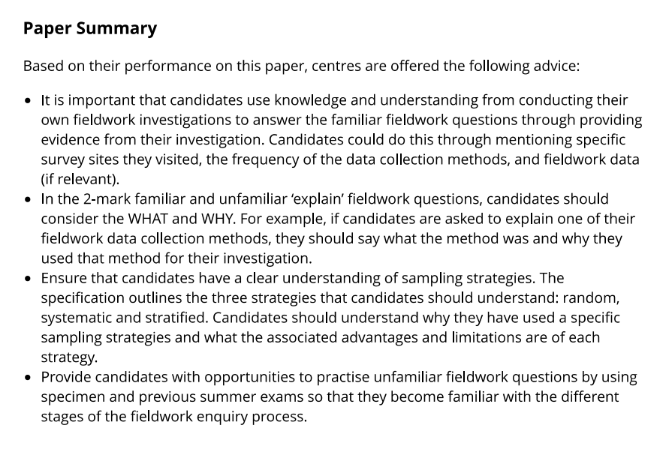 Paper Summary
Based on their performance on this paper, centres are offered the following advice:
• It is important that candidates use knowledge and understanding from conducting their
own fieldwork investigations to answer the familiar fieldwork questions through providing
evidence from their investigation. Candidates could do this through mentioning specific
survey sites they visited, the frequency of the data collection methods, and fieldwork data
(if relevant).
• In the 2-mark familiar and unfamiliar ‘explain’ fieldwork questions, candidates should
consider the WHAT and WHY. For example, if candidates are asked to explain one of their
fieldwork data collection methods, they should say what the method was and why they
used that method for their investigation.
• Ensure that candidates have a clear understanding of sampling strategies. The
specification outlines the three strategies that candidates should understand: random,
systematic and stratified. Candidates should understand why they have used a specific
sampling strategies and what the associated advantages and limitations are of each
strategy.
• Provide candidates with opportunities to practise unfamiliar fieldwork questions by using
specimen and previous summer exams so that they become familiar with the different
stages of the fieldwork enquiry process.